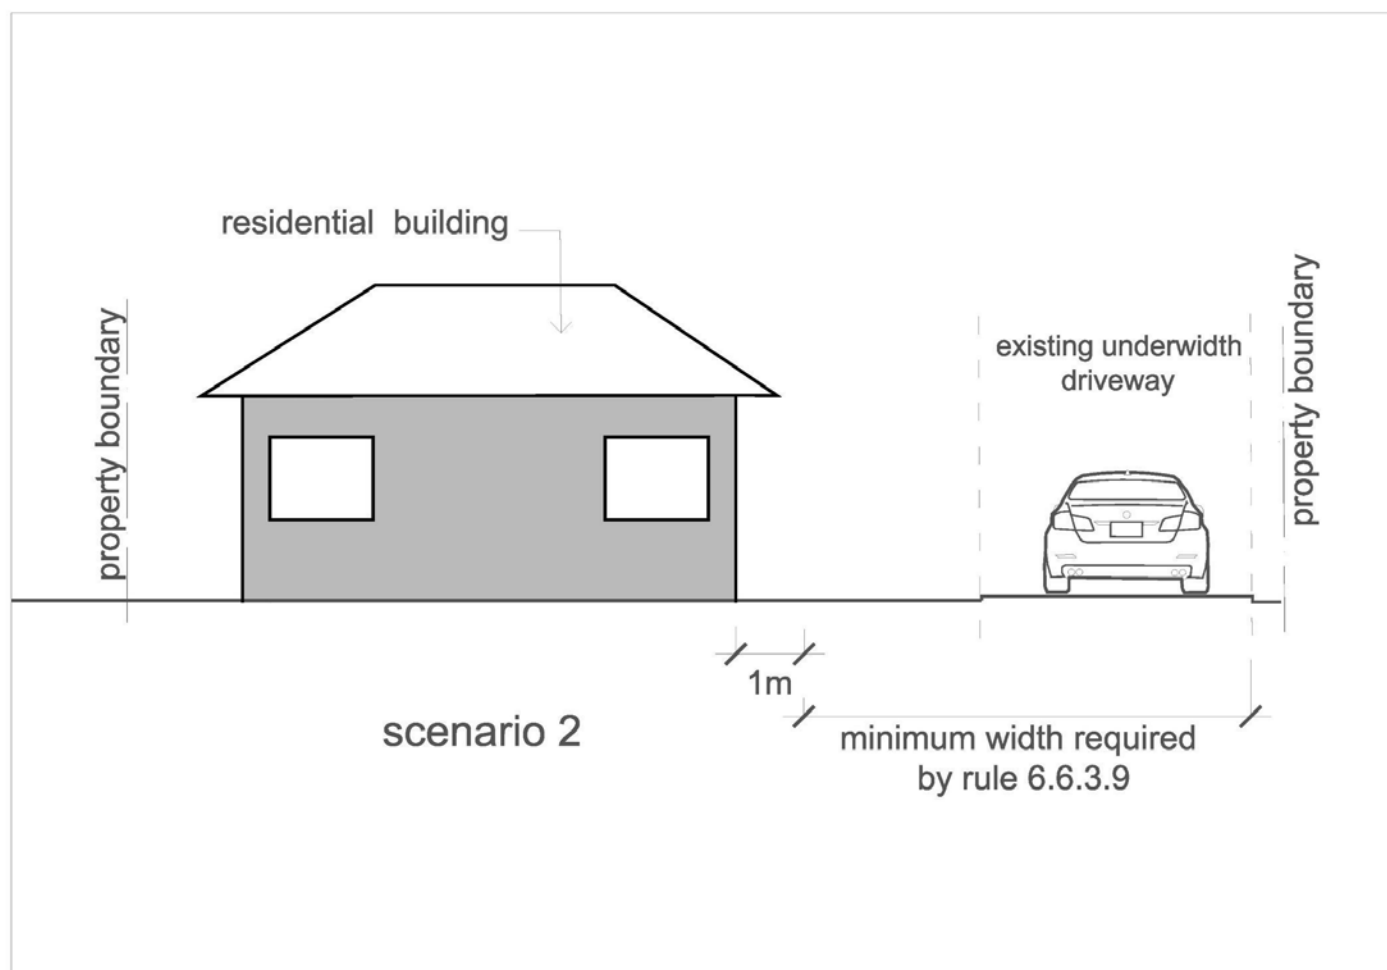 residential building
property boundary
existing underwidth
driveway
property boundary
1m
scenario 2
minimum width required
by rule 6.6.3.9